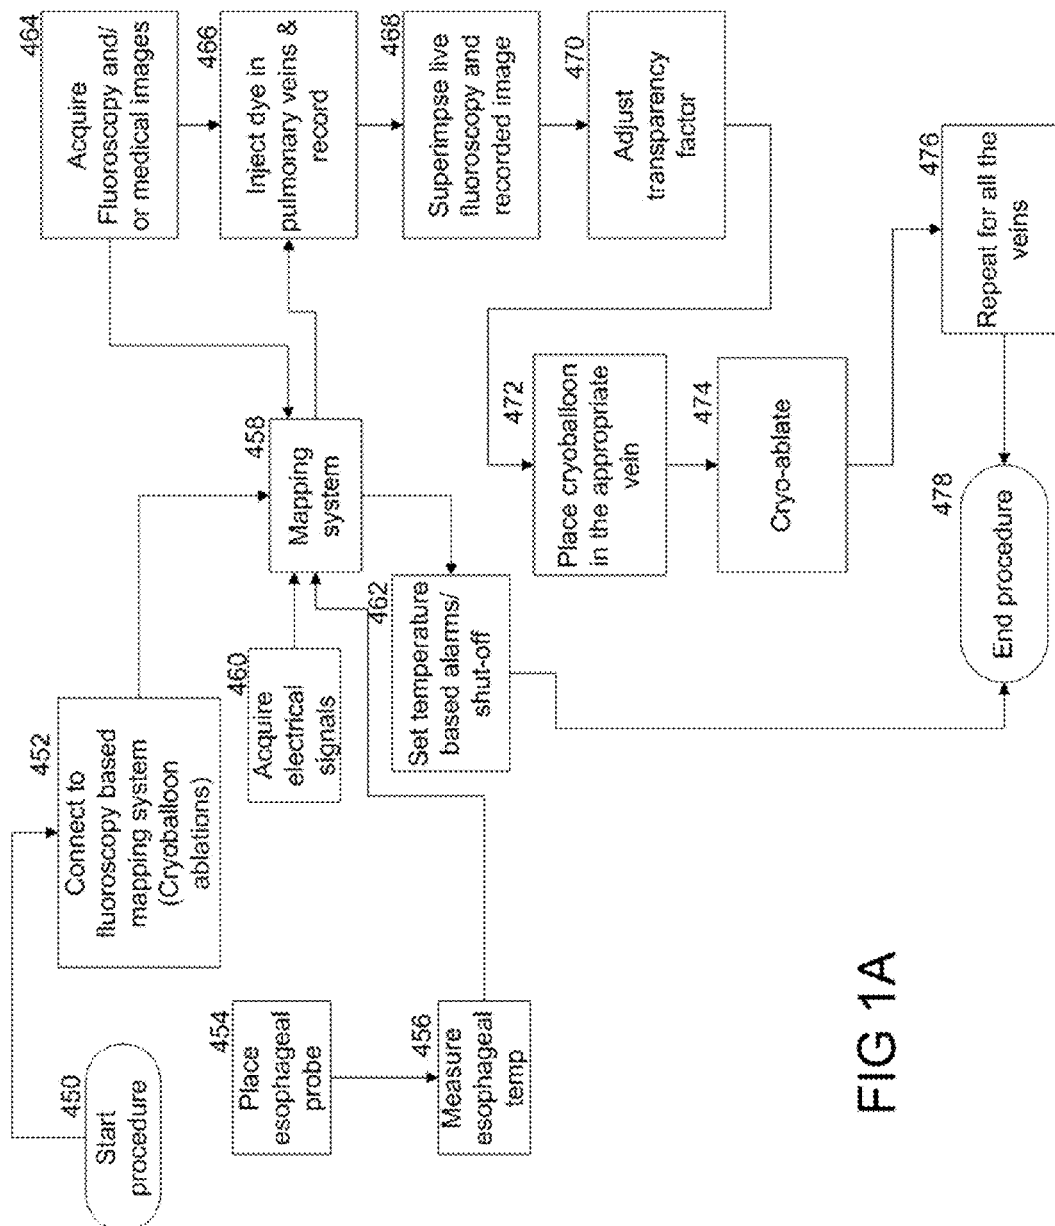 450
Start
procedure
452
Connect to
fluoroscopy based
mapping system
(Cryoballoon
ablations)
454
Place
esophageal
probe
456
Measure
esophageal
temp
460
Acquire
electrical
signals
458
Mapping
system
462
Set temperature
based alarms/
shut-off
464
Acquire
Fluoroscopy and/
or medical images
466
Inject dye in
pulmonary veins &
record
468
Superimpse live
fluoroscopy and
recorded image
470
Adjust
transparency
factor
472
Place cryoballoon
in the appropriate
vein
474
Cryo-ablate
476
Repeat for all the
veins
478
End procedure
FIG 1A